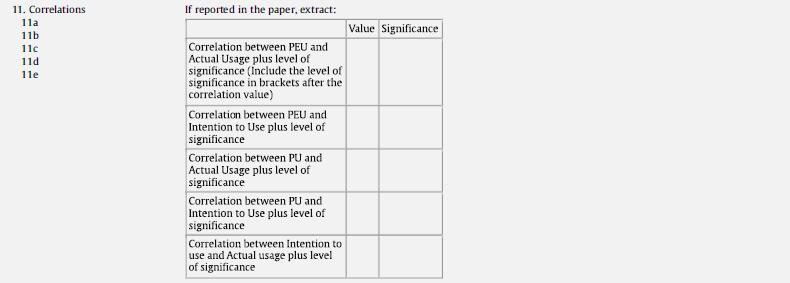 11. Correlations
11a
11b
11c
11d
11e
If reported in the paper, extract:
Value Significance
Correlation between PEU and
Actual Usage plus level of
significance (Include the level of
significance in brackets after the
correlation value)
Correlation between PEU and
Intention to Use plus level of
significance
Correlation between PU and
Actual Usage plus level of
significance
Correlation between PU and
Intention to Use plus level of
significance
Correlation between Intention to
use and Actual usage plus level
of significance